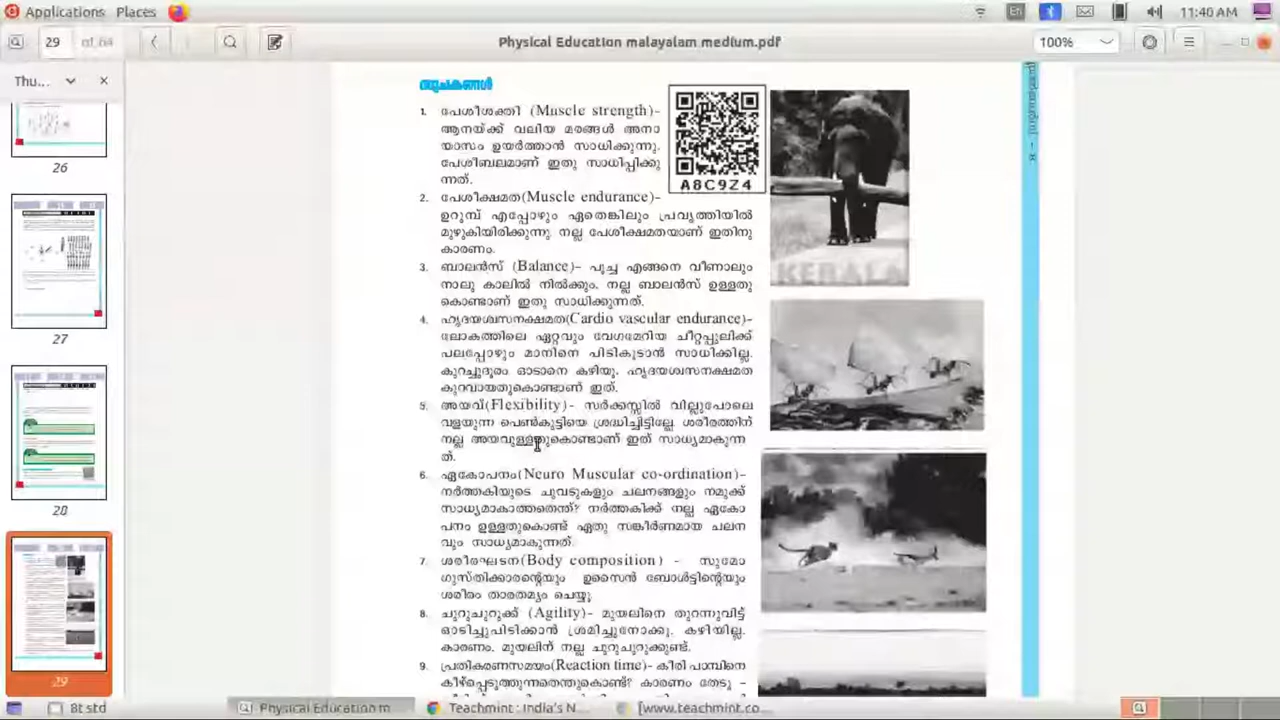 Applications Places 11:40 AM
29 Physical Education malayalam medium.pdf 100%
Thu...
26
27
28
29
സൂചകങ്ങൾ
1. പേശീശക്തി (Muscle strength)-
ആനയ്ക്ക് വലിയ മരങ്ങൾ അനാ
യാസം ഉയർത്താൻ സാധിക്കുന്നു.
പേശീബലമാണ് ഇതു സാധിപ്പിക്കു
ന്നത്.
A8C9Z4
2. പേശീക്ഷമത(Muscle endurance)-
ഉറുമ്പ് എപ്പോഴും ഏതെങ്കിലും പ്രവൃത്തിയിൽ
മുഴുകിയിരിക്കുന്നു. നല്ല പേശീക്ഷമതയാണ് ഇതിനു
കാരണം.
KERALA
3. ബാലൻസ് (Balance)- പൂച്ച എങ്ങനെ വീണാലും
നാലു കാലിൽ നിൽക്കും. നല്ല ബാലൻസ് ഉള്ളതു
കൊണ്ടാണ് ഇതു സാധിക്കുന്നത്.
4. ഹൃദയശ്വസനക്ഷമത(Cardio vascular endurance)-
ലോകത്തിലെ ഏറ്റവും വേഗമേറിയ ചീറ്റപ്പുലിക്ക്
പലപ്പോഴും മാനിനെ പിടികൂടാൻ സാധിക്കില്ല.
കുറച്ചുദൂരം ഓടാനെ കഴിയൂ. ഹൃദയശ്വസനക്ഷമത
കുറവായതുകൊണ്ടാണ് ഇത്.
5. അയവ്(Flexibility)- സർക്കസ്സിൽ വില്ലുപോലെ
വളയുന്ന പെൺകുട്ടിയെ ശ്രദ്ധിച്ചിട്ടില്ലേ. ശരീരത്തിന്
നല്ല അയവുള്ളതുകൊണ്ടാണ് ഇത് സാധ്യമാകുന്ന
ത്.
6. ഏകോപനം(Neuro Muscular co-ordination)-
നർത്തകിയുടെ ചുവടുകളും ചലനങ്ങളും നമുക്ക്
സാധ്യമാകാത്തതെന്ത്? നർത്തകിക്ക് നല്ല ഏകോ
പനം ഉള്ളതുകൊണ്ട് ഏതു സങ്കീർണമായ ചലന
വും സാധ്യമാകുന്നത്.
7. ശരീരഘടന(Body composition) - സുമോ
ഗുസ്തിക്കാരന്റെയും ഉസൈൻ ബോൾട്ടിന്റെയും
ശരീരം താരതമ്യം ചെയ്യൂ.
8. ചുറുചുറുക്ക് (Agility)- മുയലിനെ തുറന്നുവിട്ട്
ഓടിച്ചുപിടിക്കാൻ ശ്രമിച്ചുനോക്കൂ. കഴിയില്ല.
കാരണം. മുയലിന് നല്ല ചുറുചുറുക്കുണ്ട്.
9. പ്രതികരണസമയം(Reaction time)- കീരി പാമ്പിനെ
കീഴ്പ്പെടുത്തുന്നതെന്തുകൊണ്ട്? കാരണം തേടൂ -
8t std Physical Education m Teachmint : India's N... [www.teachmint.co...